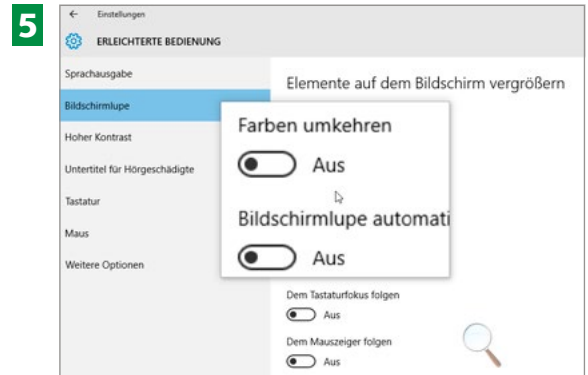 5
Einstellungen
ERLEICHTERTE BEDIENUNG
Sprachausgabe
Bildschirmlupe
Hoher Kontrast
Untertitel für Hörgeschädigte
Tastatur
Maus
Weitere Optionen
Elemente auf dem Bildschirm vergrößern
Farben umkehren
Aus
Bildschirmlupe automati
Aus
Dem Tastaturfokus folgen
Aus
Dem Mauszeiger folgen
Aus